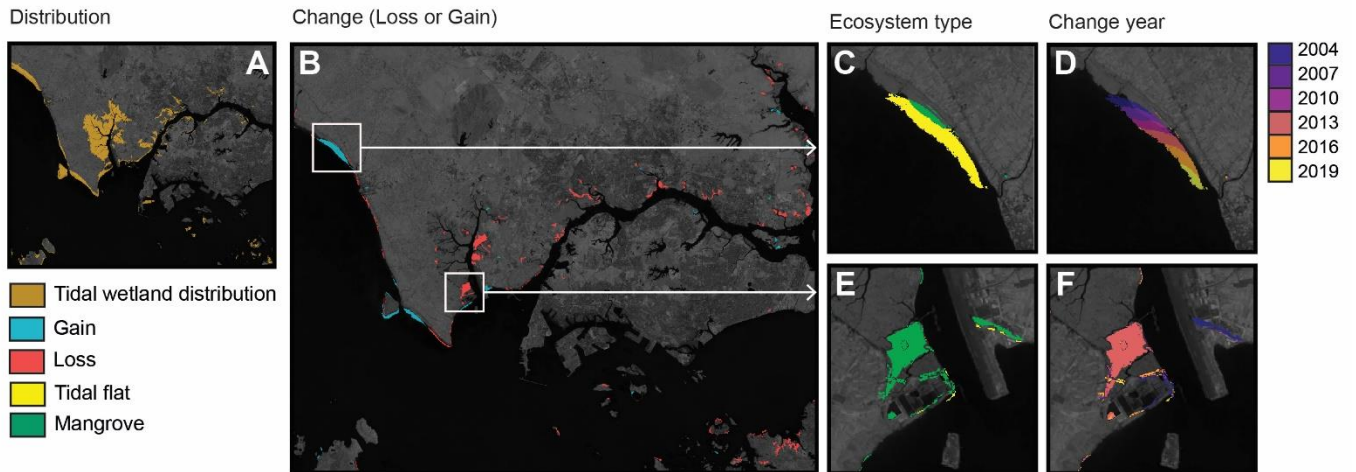 Distribution
Change (Loss or Gain)
Ecosystem type
Change year
A
B
C
D
2004
2007
2010
2013
2016
2019
Tidal wetland distribution
Gain
Loss
Tidal flat
Mangrove
E
F